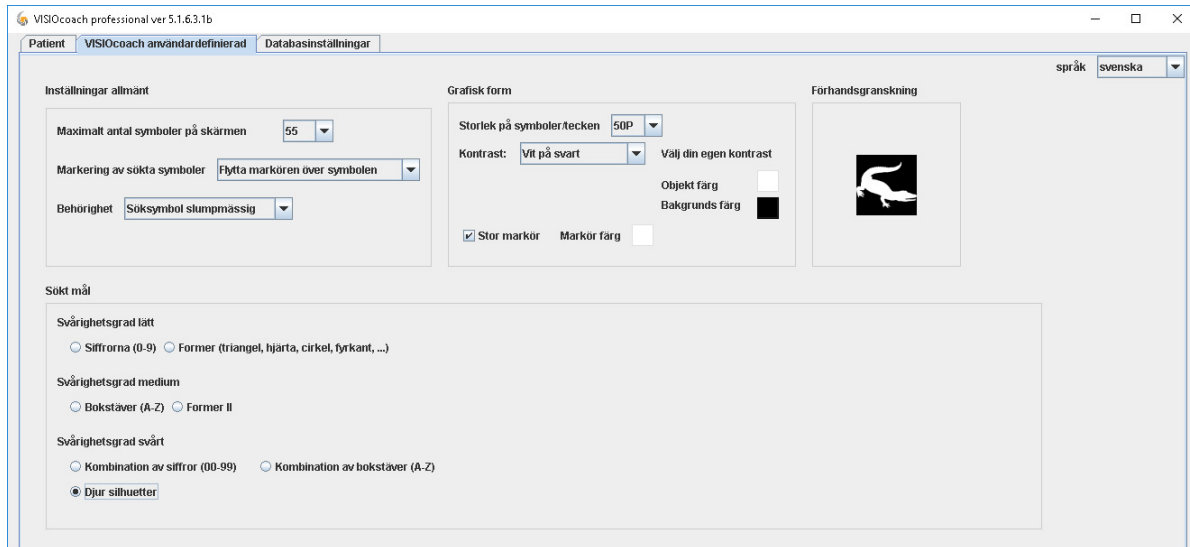 VISIOcoach professional ver 5.1.6.3.1b
Patient VISIOcoach användardefinierad Databasinställningar
språk svenska
Inställningar allmänt
Maximalt antal symboler på skärmen 55
Markering av sökta symboler Flytta markören över symbolen
Behörighet Söksymbol slumpmässig
Grafisk form
Storlek på symboler/tecken 50P
Kontrast: Vit på svart Välj din egen kontrast
Objekt färg
Bakgrunds färg
Stor markör Markör färg
Förhandsgranskning
Sökt mål
Svårighetsgrad lätt
Siffrorna (0-9) Former (triangel, hjärta, cirkel, fyrkant, ...)
Svårighetsgrad medium
Bokstäver (A-Z) Former II
Svårighetsgrad svårt
Kombination av siffror (00-99) Kombination av bokstäver (A-Z)
Djur silhuetter